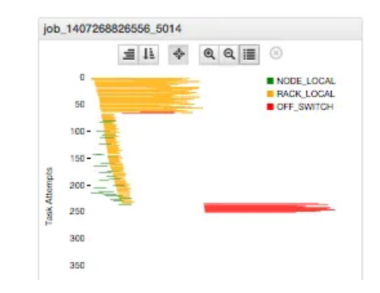 job_1407268826556_5014
NODE_LOCAL
RACK_LOCAL
OFF_SWITCH
0
50
100
150
200
250
300
350
Task Attempts